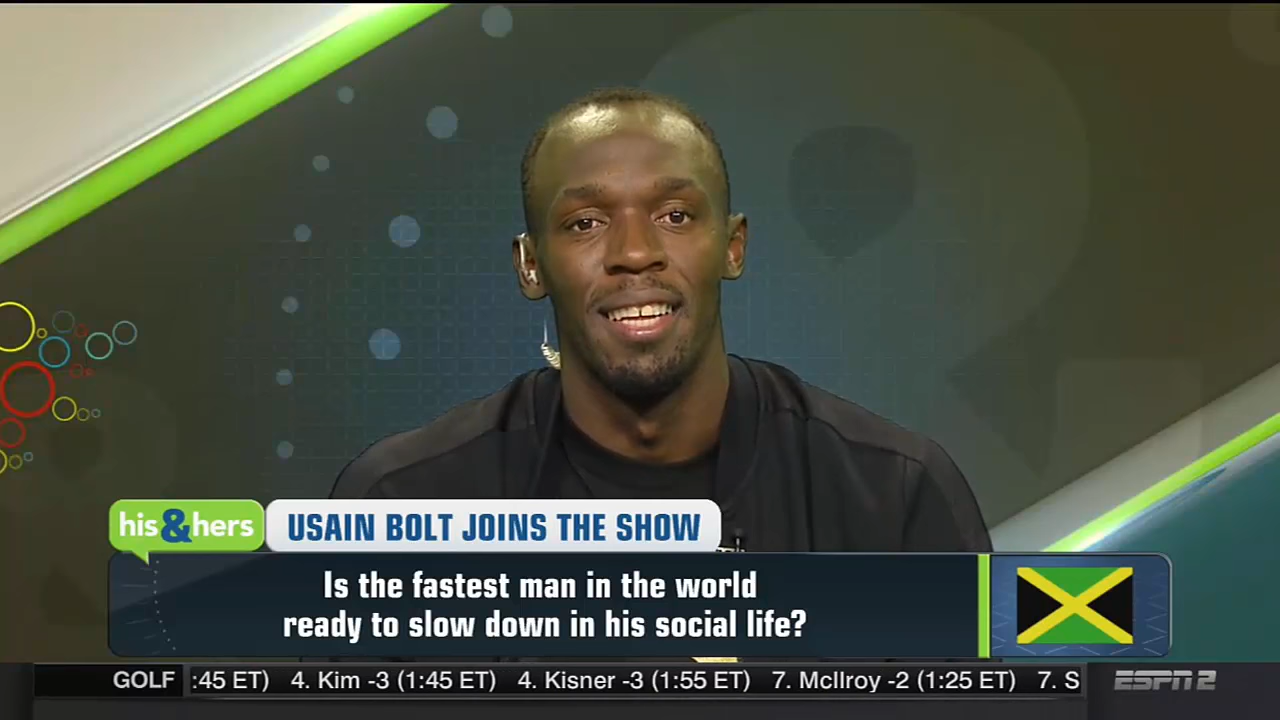 his&hers
USAIN BOLT JOINS THE SHOW
Is the fastest man in the world
ready to slow down in his social life?
GOLF :45 ET) 4. Kim -3 (1:45 ET) 4. Kisner -3 (1:55 ET) 7. McIlroy -2 (1:25 ET) 7. S
ESPN2